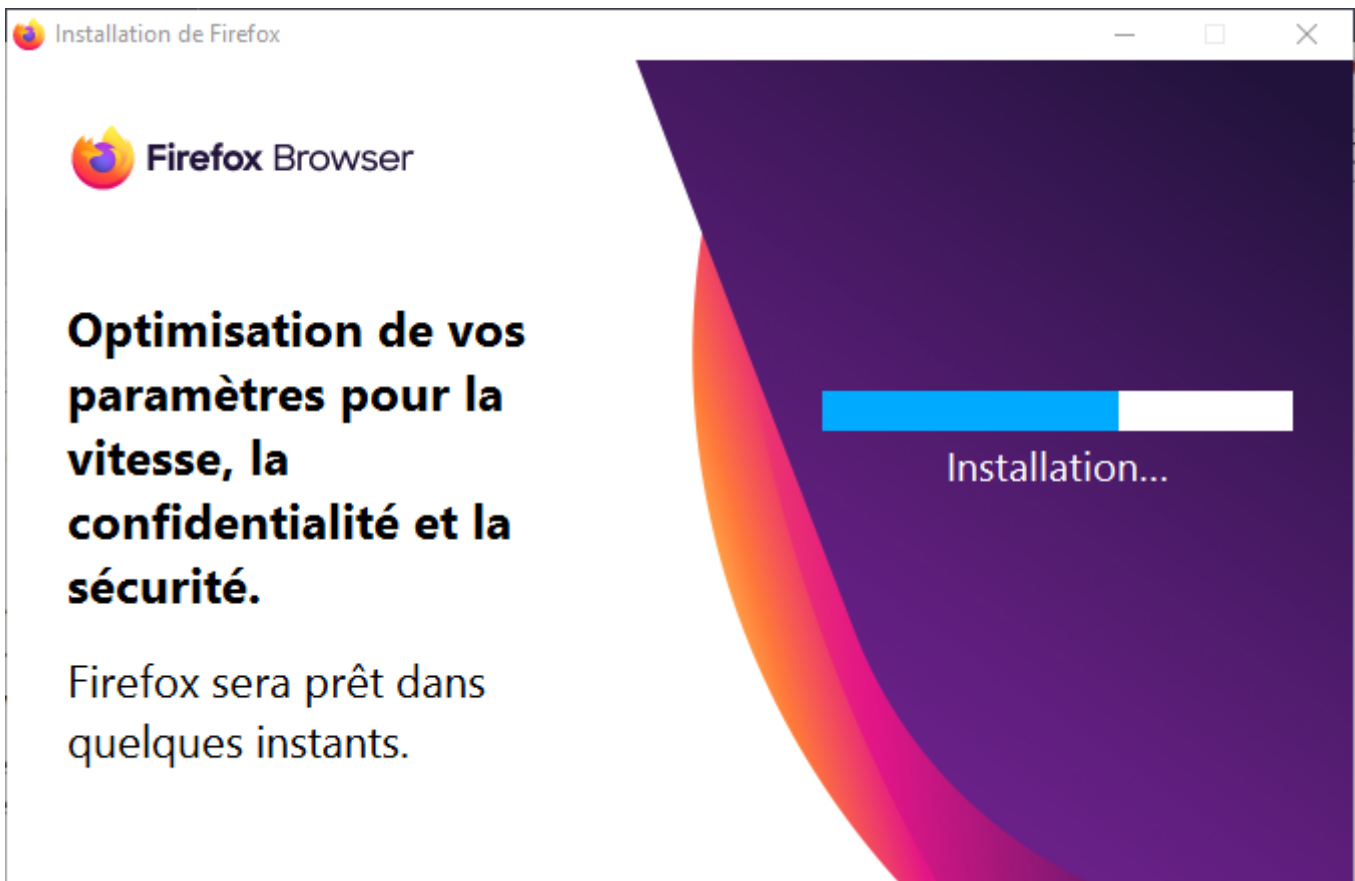 Installation de Firefox
Firefox Browser
Optimisation de vos
paramètres pour la
vitesse, la
confidentialité et la
sécurité.
Firefox sera prêt dans
quelques instants.
Installation...